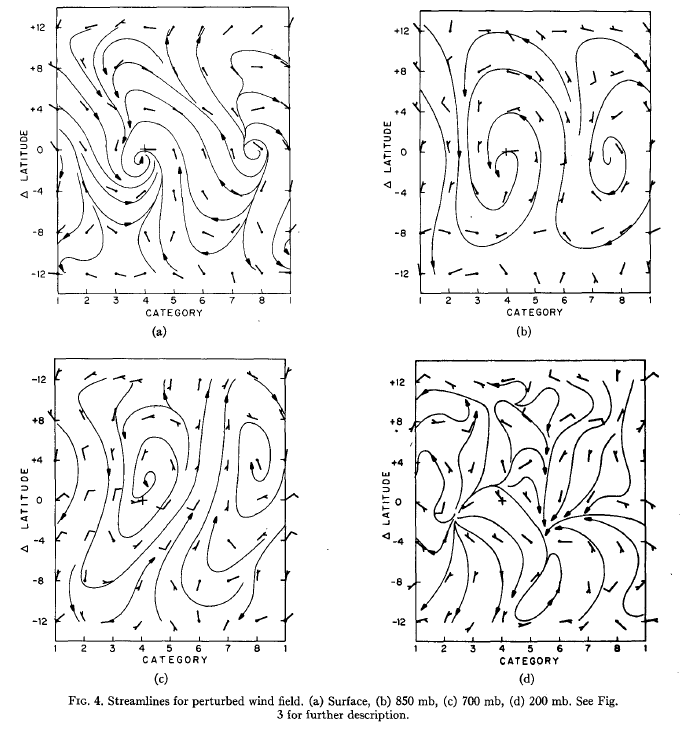 +12
+8
+4
0
-4
-8
-12
Δ LATITUDE
1 2 3 4 5 6 7 8 1
CATEGORY
(a)
+12
+8
+4
0
-4
-8
-12
Δ LATITUDE
1 2 3 4 5 6 7 8 1
CATEGORY
(b)
-12
+8
+4
0
-4
-8
-12
Δ LATITUDE
1 2 3 4 5 6 7 8 1
CATEGORY
(c)
+12
+8
+4
0
-4
-8
-12
Δ LATITUDE
1 2 3 4 5 6 7 8 1
CATEGORY
(d)
FIG. 4. Streamlines for perturbed wind field. (a) Surface, (b) 850 mb, (c) 700 mb, (d) 200 mb. See Fig.
3 for further description.